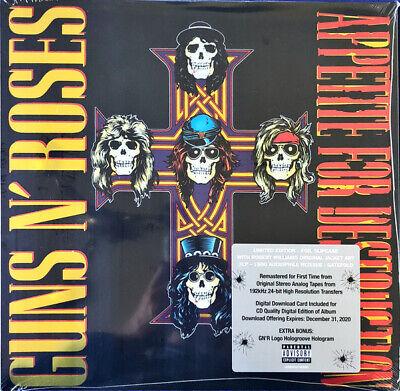 GUNS N' ROSES
APPETITE FOR DESTRUCTION
LIMITED EDITION - FOIL SLIPCASE
WITH ROBERT WILLIAMS ORIGINAL JACKET ART
2LP - 180G AUDIOPHILE REISSUE - GATEFOLD
Remastered for First Time from
Original Stereo Analog Tapes from
192kHz 24-bit High Resolution Transfers
Digital Download Card Included for
CD Quality Digital Edition of Album
Download Offering Expires: December 31, 2020
EXTRA BONUS:
GN'R Logo Hologroove Hologram
PARENTAL
ADVISORY
EXPLICIT CONTENT